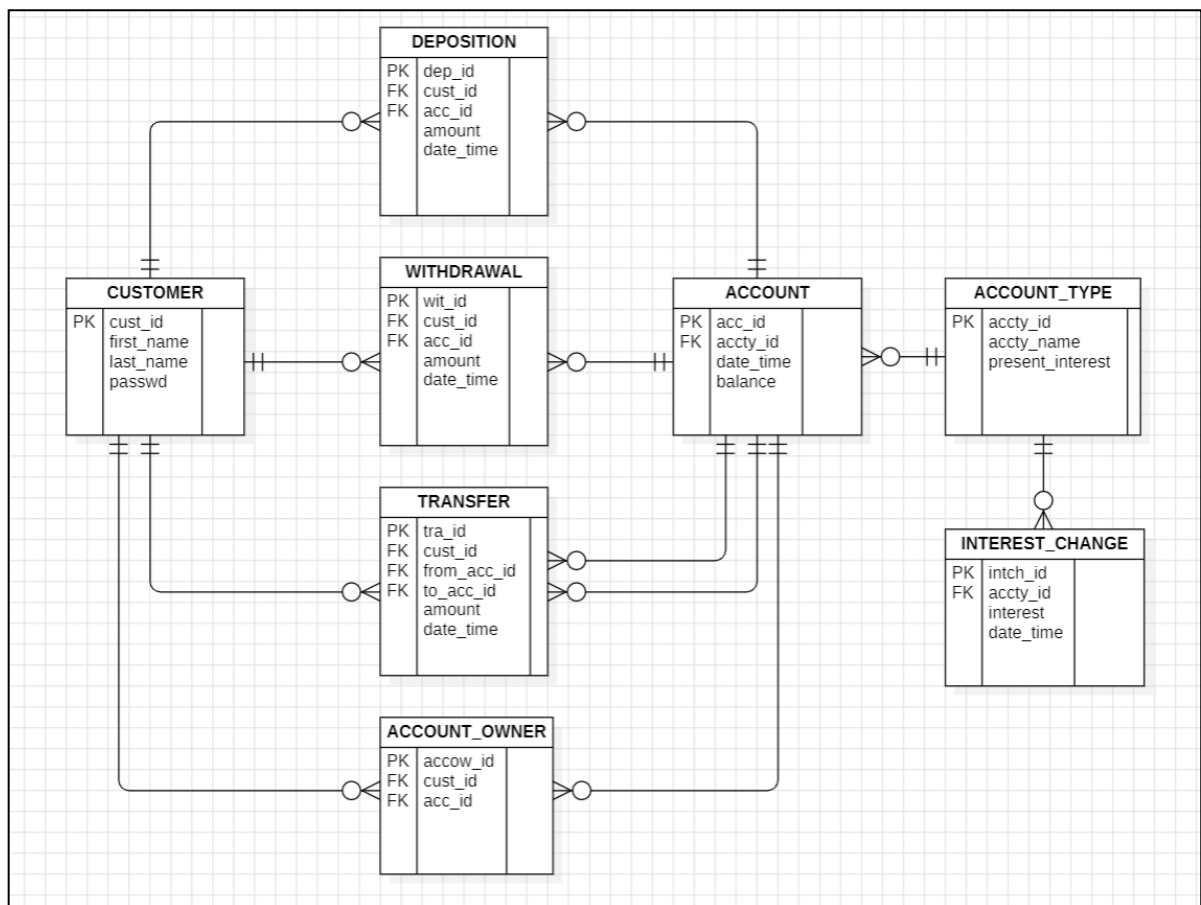 DEPOSITION
PK dep_id
FK cust_id
FK acc_id
amount
date_time
CUSTOMER
PK cust_id
first_name
last_name
passwd
WITHDRAWAL
PK wit_id
FK cust_id
FK acc_id
amount
date_time
ACCOUNT
PK acc_id
FK accty_id
date_time
balance
ACCOUNT_TYPE
PK accty_id
accty_name
present_interest
TRANSFER
PK tra_id
FK cust_id
FK from_acc_id
FK to_acc_id
amount
date_time
INTEREST_CHANGE
PK intch_id
FK accty_id
interest
date_time
ACCOUNT_OWNER
PK accow_id
FK cust_id
FK acc_id